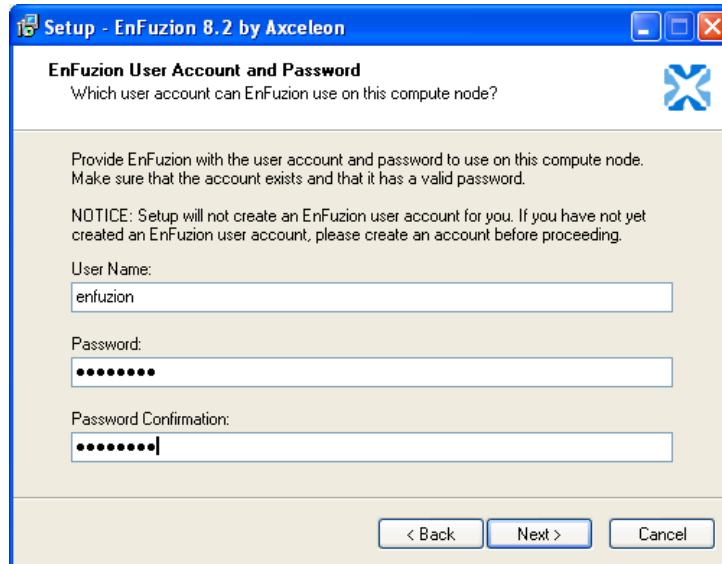 Setup - EnFuzion 8.2 by Axceleon
EnFuzion User Account and Password
Which user account can EnFuzion use on this compute node?
Provide EnFuzion with the user account and password to use on this compute node.
Make sure that the account exists and that it has a valid password.
NOTICE: Setup will not create an EnFuzion user account for you. If you have not yet
created an EnFuzion user account, please create an account before proceeding.
User Name:
enfuzion
Password:
●●●●●●●●
Password Confirmation:
●●●●●●●●
< Back Next > Cancel